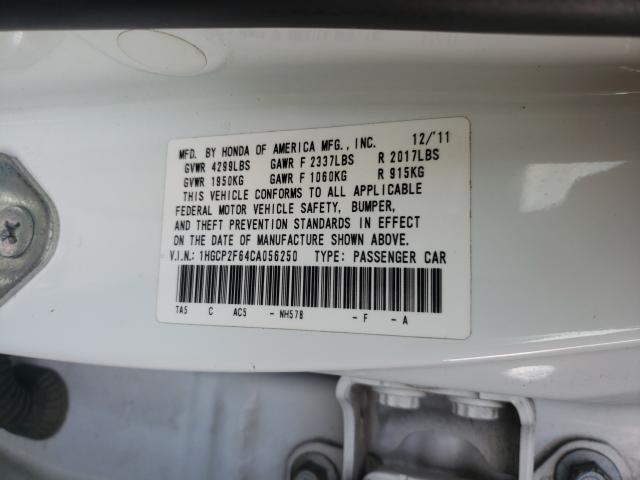 MFD. BY HONDA OF AMERICA MFG., INC. 12/'11
GVWR 4299LBS GAWR F 2337LBS R 2017LBS
GVWR 1950KG GAWR F 1060KG R 915KG
THIS VEHICLE CONFORMS TO ALL APPLICABLE
FEDERAL MOTOR VEHICLE SAFETY, BUMPER,
AND THEFT PREVENTION STANDARDS IN EFFECT
ON THE DATE OF MANUFACTURE SHOWN ABOVE.
V.I.N.: 1HGCP2F64CA056250 TYPE: PASSENGER CAR
TA5 C AC5 - NH578 - F - A